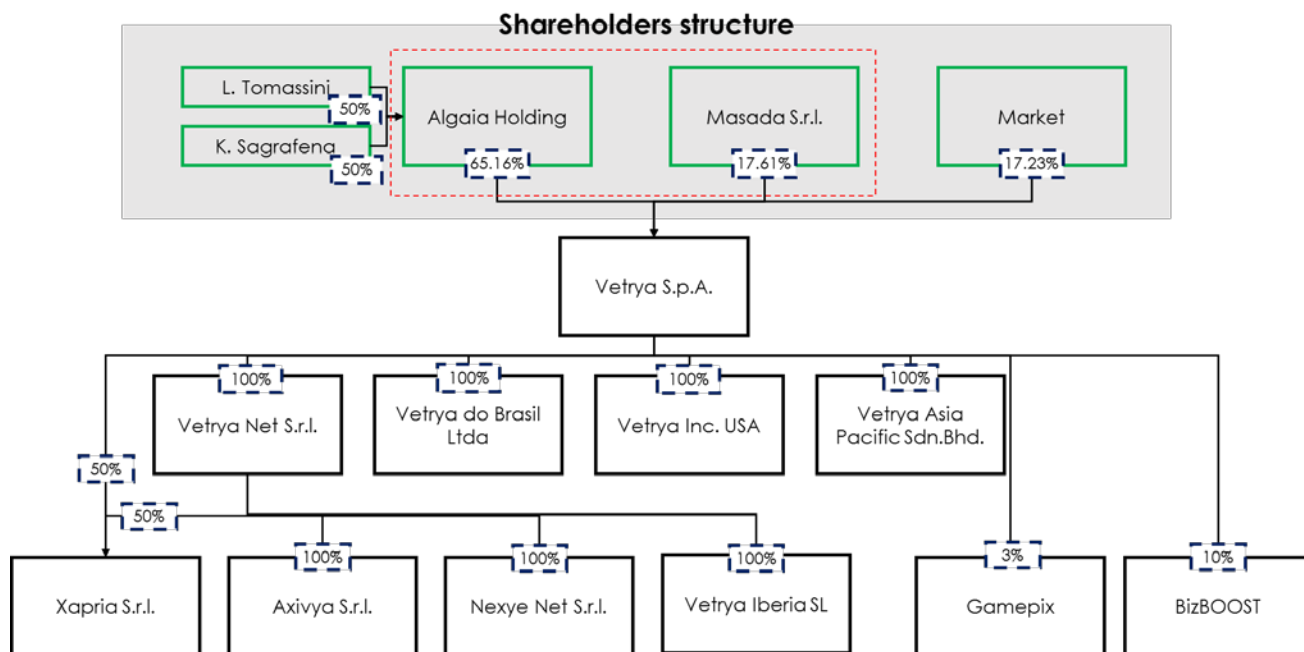 Shareholders structure
L. Tomassini
50%
K. Sagrafena
50%
Algaia Holding
65.16%
Masada S.r.l.
17.61%
Market
17.23%
Vetrya S.p.A.
100%
Vetrya Net S.r.l.
100%
Vetrya do Brasil
Ltda
100%
Vetrya Inc. USA
100%
Vetrya Asia
Pacific Sdn.Bhd.
50%
50%
Xapria S.r.l.
100%
Axivya S.r.l.
100%
Nexye Net S.r.l.
100%
Vetrya Iberia SL
3%
Gamepix
10%
BizBOOST